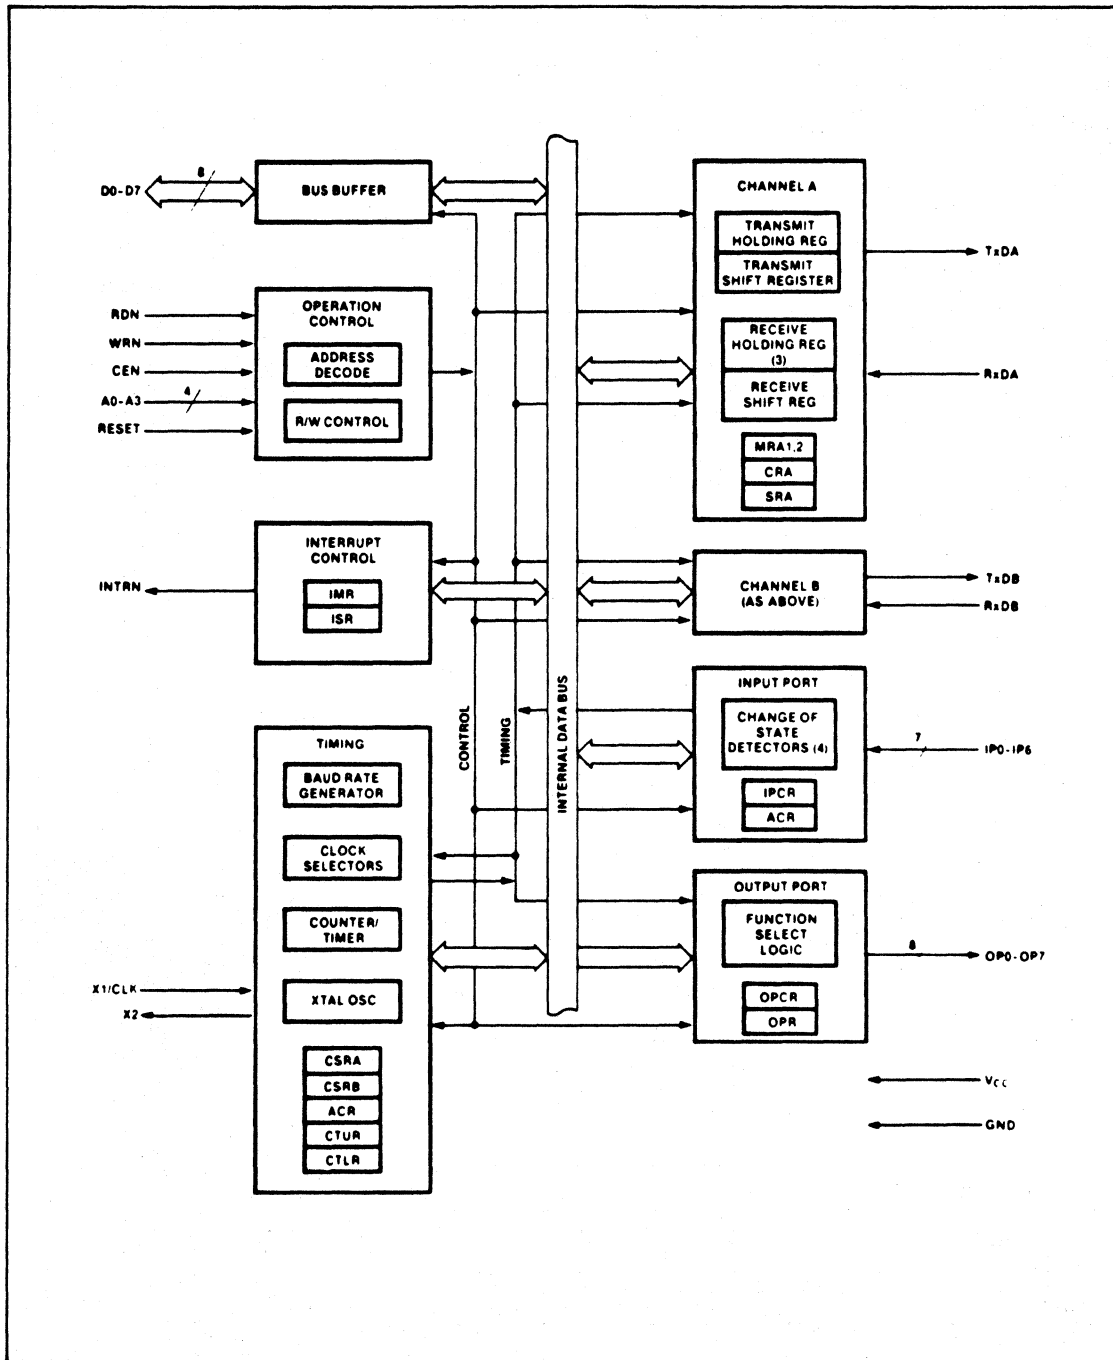 8
D0-D7
BUS BUFFER
RDN
WRN
CEN
A0-A3
4
RESET
OPERATION
CONTROL
ADDRESS
DECODE
R/W CONTROL
INTRN
INTERRUPT
CONTROL
IMR
ISR
TIMING
BAUD RATE
GENERATOR
CLOCK
SELECTORS
COUNTER/
TIMER
X1/CLK
X2
XTAL OSC
CSRA
CSRB
ACR
CTUR
CTLR
CONTROL
TIMING
INTERNAL DATA BUS
CHANNEL A
TRANSMIT
HOLDING REG
TRANSMIT
SHIFT REGISTER
TxDA
RECEIVE
HOLDING REG
(3)
RECEIVE
SHIFT REG
RxDA
MRA1,2
CRA
SRA
CHANNEL B
(AS ABOVE)
TxDB
RxDB
INPUT PORT
CHANGE OF
STATE
DETECTORS (4)
7
IP0-IP6
IPCR
ACR
OUTPUT PORT
FUNCTION
SELECT
LOGIC
8
OP0-OP7
OPCR
OPR
VCC
GND